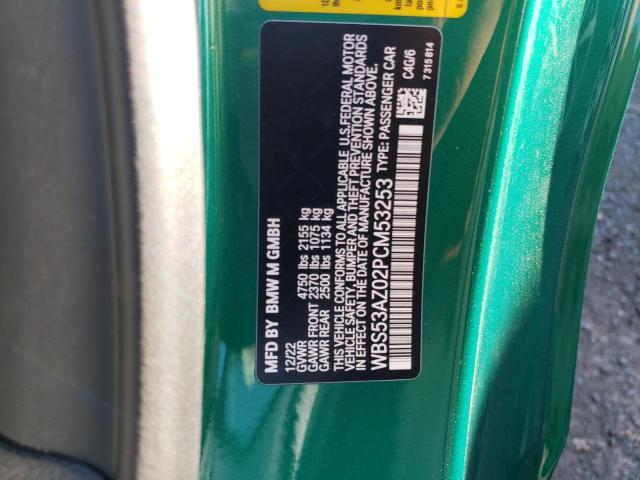 MFD BY BMW M GMBH
12/22
GVWR 4750 lbs 2155 kg
GAWR FRONT 2370 lbs 1075 kg
GAWR REAR 2500 lbs 1134 kg
THIS VEHICLE CONFORMS TO ALL APPLICABLE U.S.FEDERAL MOTOR
VEHICLE SAFETY, BUMPER AND THEFT PREVENTION STANDARDS
IN EFFECT ON THE DATE OF MANUFACTURE SHOWN ABOVE.
WBS53AZ02PCM53253 TYPE: PASSENGER CAR
C4G/6
7 315 814